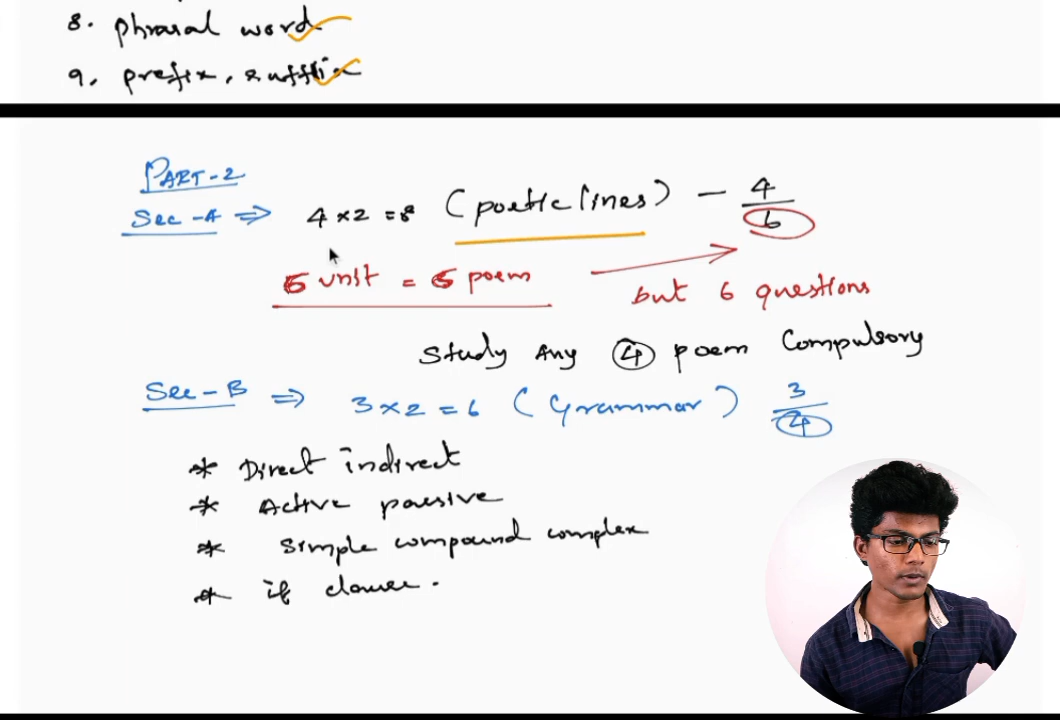 8. phrasal word
9. prefix, suffix
PART-2
Sec-A ⇒ 4×2=8 (poetic lines) - 4/6
5 unit = 5 poem but 6 questions
Study Any 4 poem Compulsory
Sec-B ⇒ 3×2=6 (Grammar) 3/4
* Direct indirect
* Active passive
* Simple compound complex
* if clause.